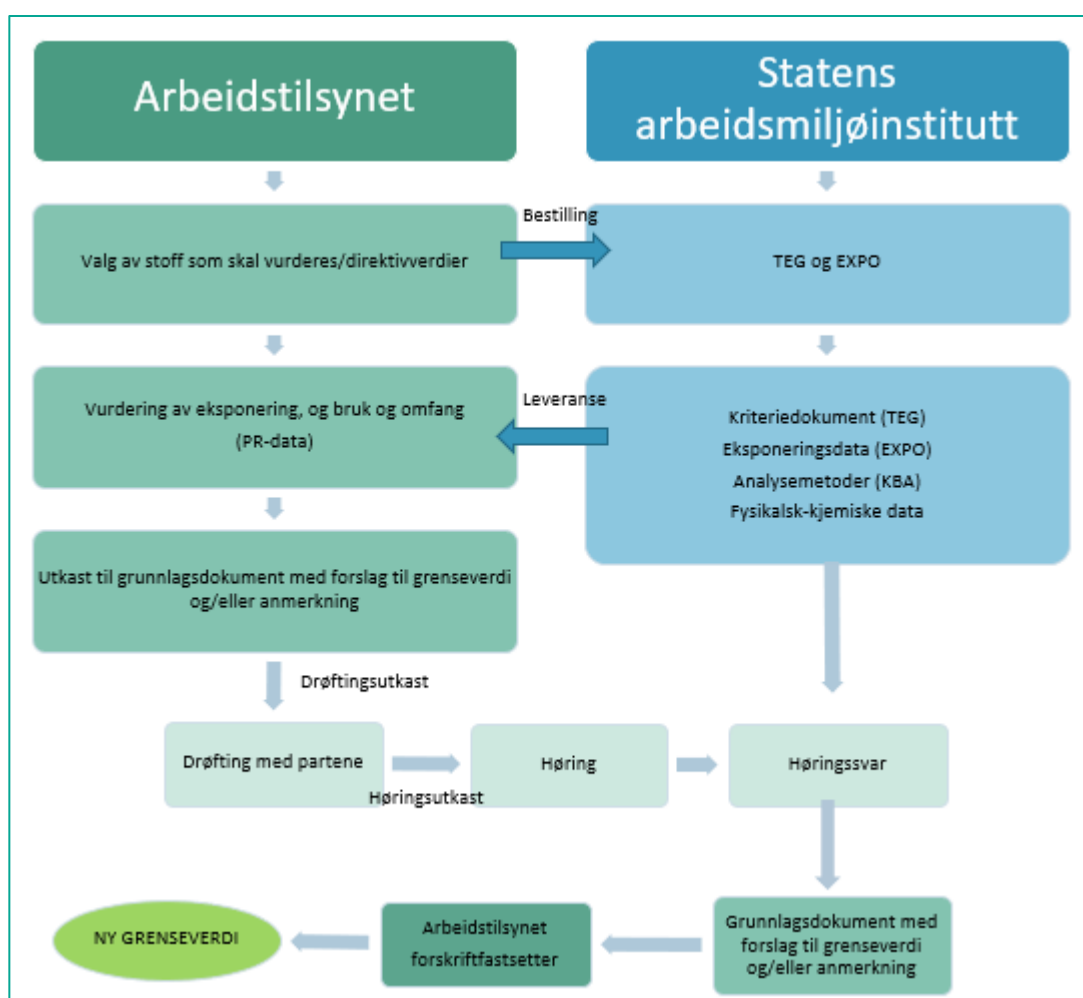 Arbeidstilsynet
Statens
arbeidsmiljøinstitutt
Bestilling
Valg av stoff som skal vurderes/direktivverdier
TEG og EXPO
Leveranse
Vurdering av eksponering, og bruk og omfang
(PR-data)
Kriteriedokument (TEG)
Eksponeringsdata (EXPO)
Analysemetoder (KBA)
Fysikalsk-kjemiske data
Utkast til grunnlagsdokument med forslag til grenseverdi
og/eller anmerkning
Drøftingsutkast
Drøfting med partene
Høringsutkast
Høring
Høringssvar
Grunnlagsdokument med
forslag til grenseverdi
og/eller anmerkning
Arbeidstilsynet
forskriftfastsetter
NY GRENSEVERDI